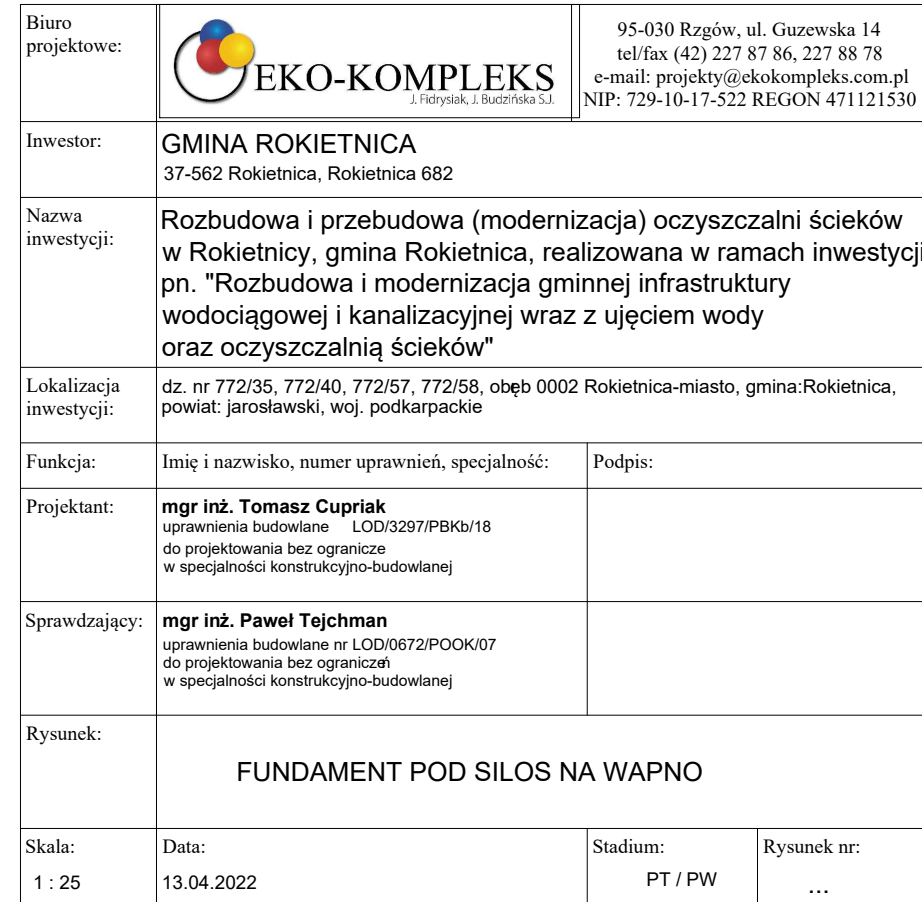 Biuro
projektowe:
EKO-KOMPLEKS
J. Fidrysiak, J. Budzińska S.J.
95-030 Rzgów, ul. Guzewska 14
tel/fax (42) 227 87 86, 227 88 78
e-mail: projekty@ekokompleks.com.pl
NIP: 729-10-17-522 REGON 471121530
Inwestor:
GMINA ROKIETNICA
37-562 Rokietnica, Rokietnica 682
Nazwa
inwestycji:
Rozbudowa i przebudowa (modernizacja) oczyszczalni ścieków
w Rokietnicy, gmina Rokietnica, realizowana w ramach inwestycji
pn. "Rozbudowa i modernizacja gminnej infrastruktury
wodociągowej i kanalizacyjnej wraz z ujęciem wody
oraz oczyszczalnią ścieków"
Lokalizacja
inwestycji:
dz. nr 772/35, 772/40, 772/57, 772/58, obręb 0002 Rokietnica-miasto, gmina:Rokietnica,
powiat: jarosławski, woj. podkarpackie
Funkcja:
Imię i nazwisko, numer uprawnień, specjalność:
Podpis:
Projektant:
mgr inż. Tomasz Cupriak
uprawnienia budowlane LOD/3297/PBKb/18
do projektowania bez ogranicze
w specjalności konstrukcyjno-budowlanej
Sprawdzający:
mgr inż. Paweł Tejchman
uprawnienia budowlane nr LOD/0672/POOK/07
do projektowania bez ograniczeń
w specjalności konstrukcyjno-budowlanej
Rysunek:
FUNDAMENT POD SILOS NA WAPNO
Skala:
1 : 25
Data:
13.04.2022
Stadium:
PT / PW
Rysunek nr:
...